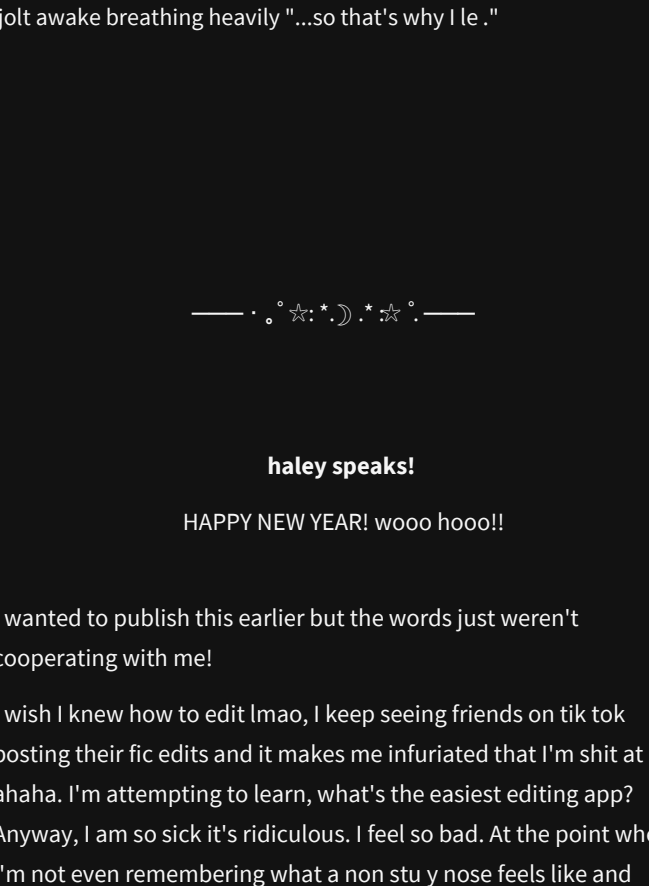 jolt awake breathing heavily "...so that's why I le ."
—— · ｡ﾟ☆: *.☽ .* :☆ﾟ. ——
haley speaks!
HAPPY NEW YEAR! wooo hooo!!
wanted to publish this earlier but the words just weren't
cooperating with me!
wish I knew how to edit lmao, I keep seeing friends on tik tok
posting their fic edits and it makes me infuriated that I'm shit at
ahaha. I'm attempting to learn, what's the easiest editing app?
Anyway, I am so sick it's ridiculous. I feel so bad. At the point
I'm not even remembering what a non stu y nose feels like and